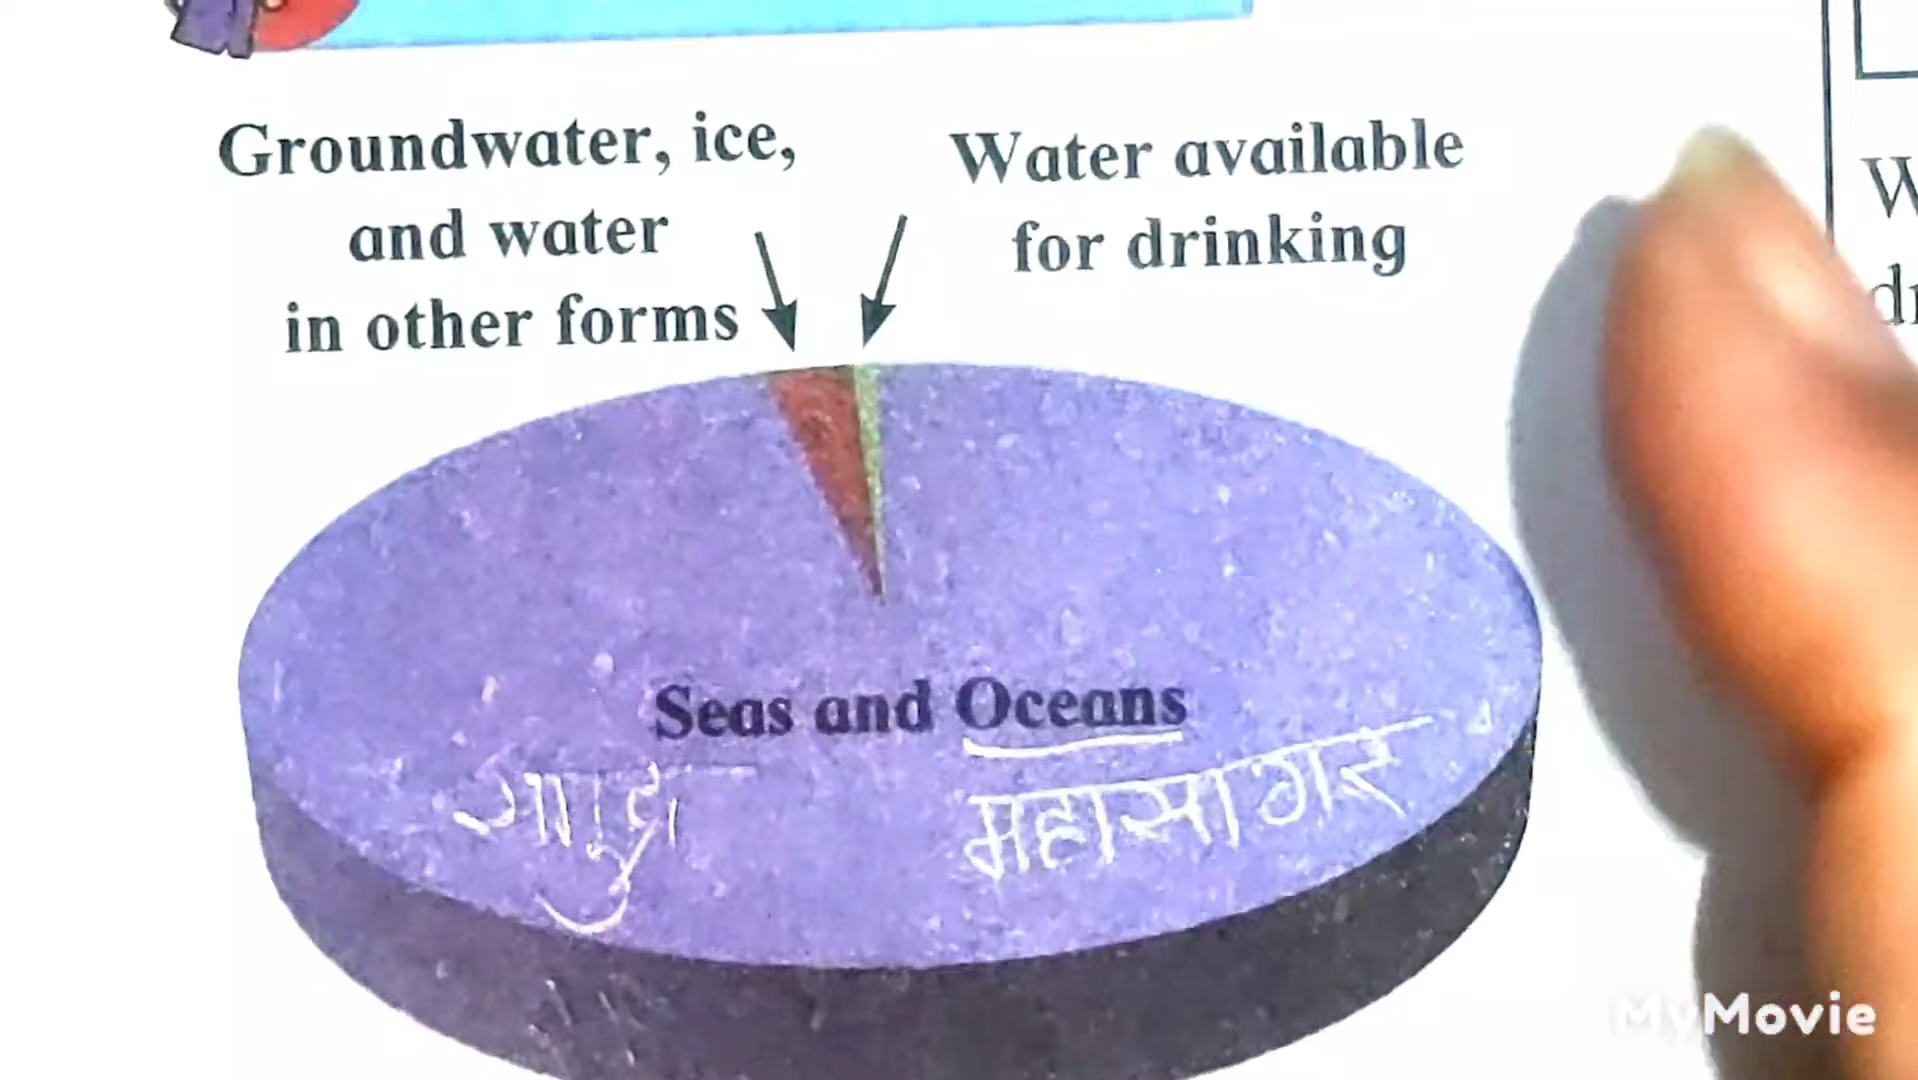 Groundwater, ice,
and water
in other forms
Water available
for drinking
Seas and Oceans
महासागर
W
MyMovie